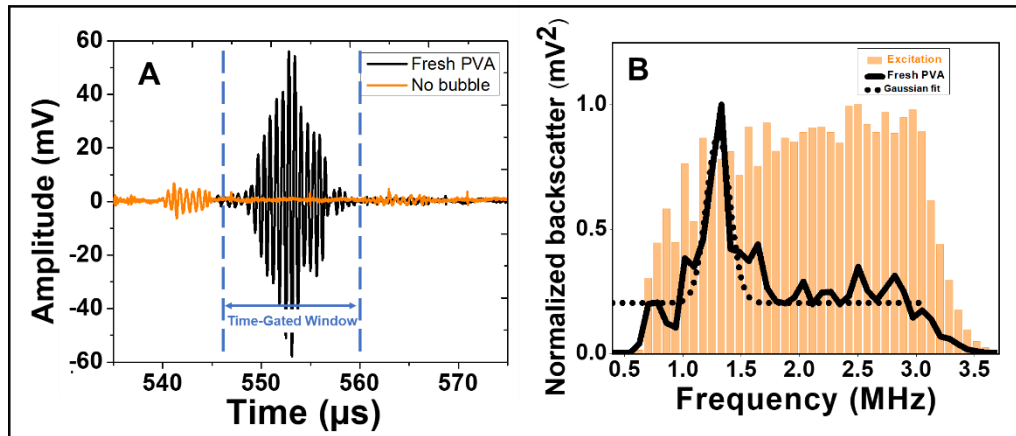 A
Fresh PVA
No bubble
Amplitude (mV)
60
40
20
0
-20
-40
-60
Time-Gated Window
540
550
560
570
Time (µs)
B
Excitation
Fresh PVA
Gaussian fit
Normalized backscatter (mV²)
1.0
0.5
0.0
0.5
1.0
1.5
2.0
2.5
3.0
3.5
Frequency (MHz)